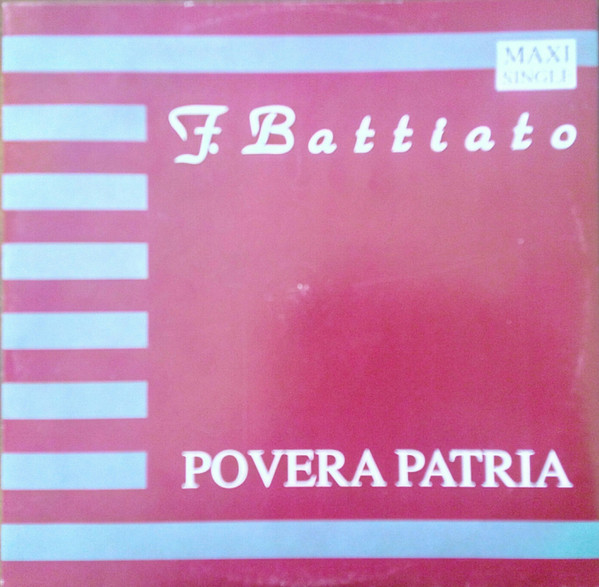 MAXI
SINGLE
F. Battiato
POVERA PATRIA